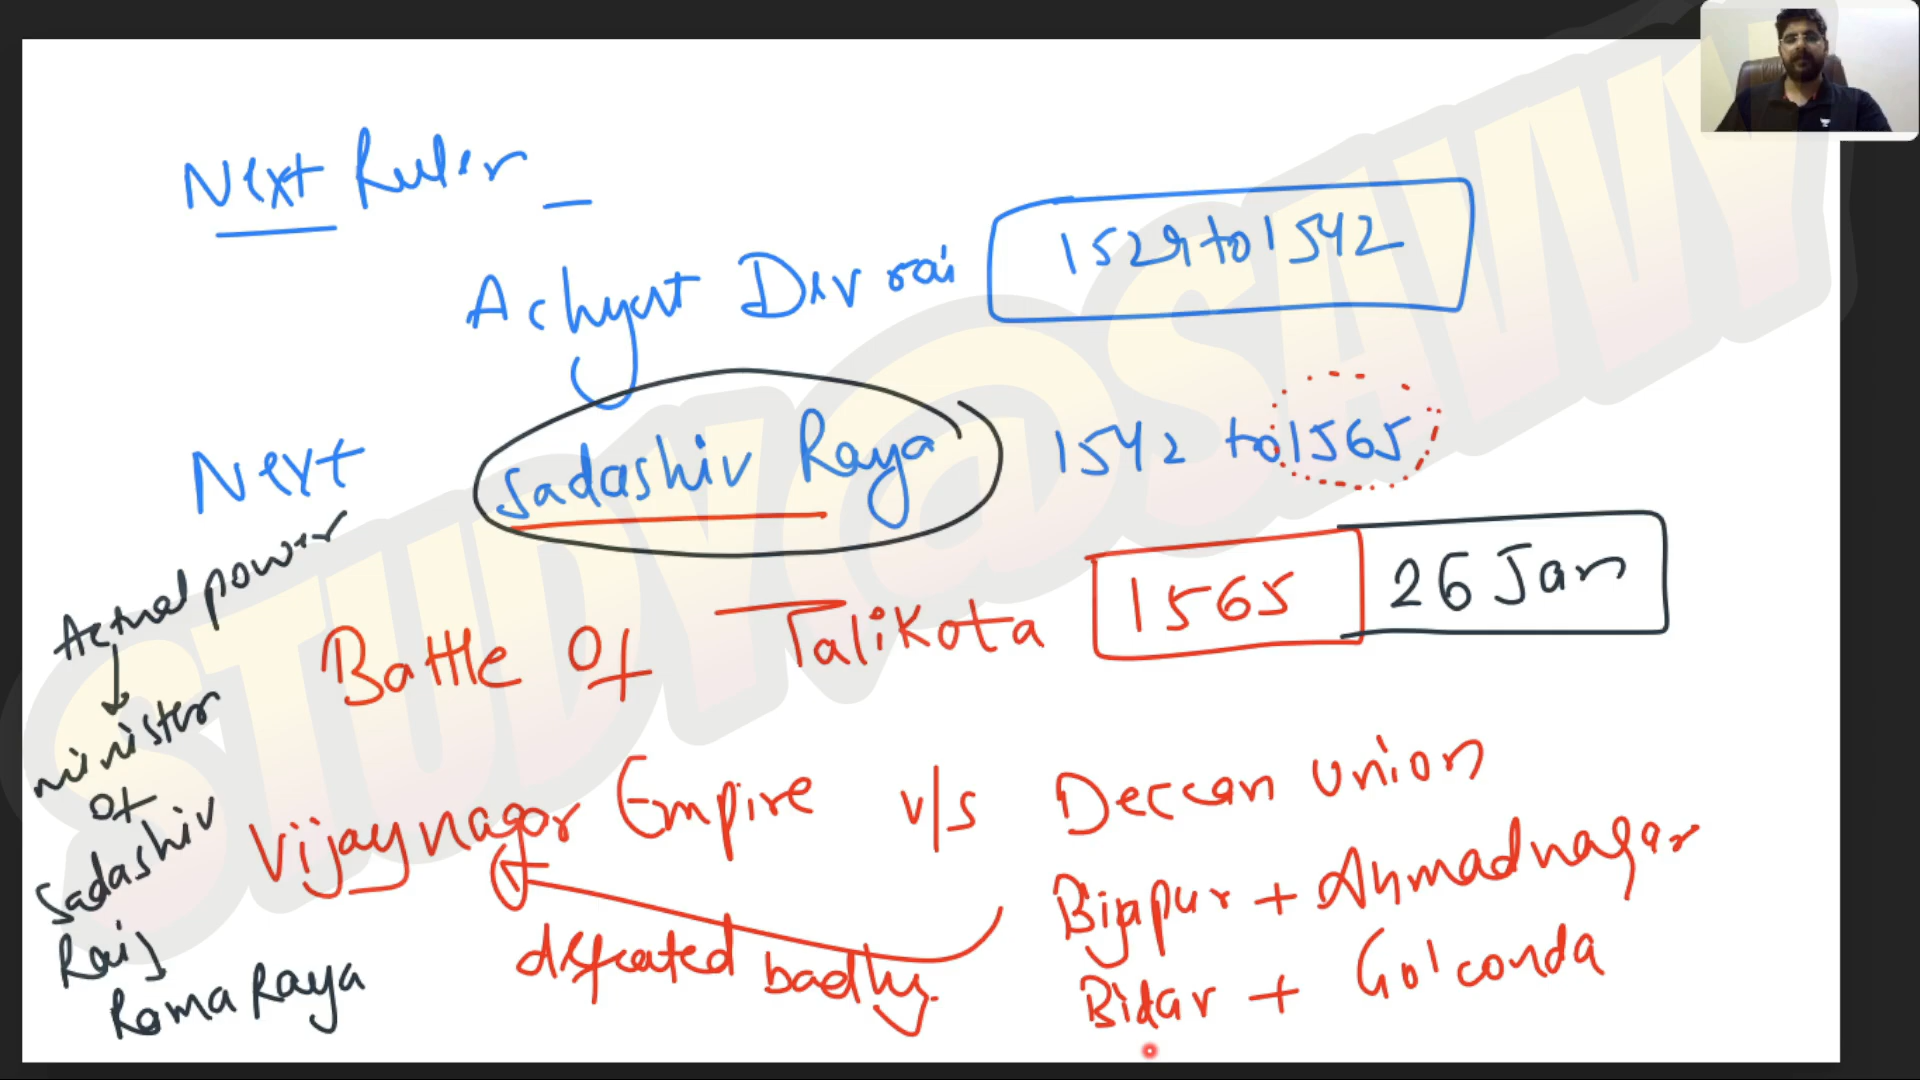 Next Ruler _
Achyut Dev rai 1529 to 1542
Next Sadashiv Raya 1542 to 1565
Battle Of Talikota 1565 26 Jan
Vijaynagar Empire v/s Deccan union
Bijapur + Ahmadnagar
Bidar + Golconda
defeated badly
Actual power
minister
of
Sadashiv
Rai
Rama Raya
STUDY@SAVVY